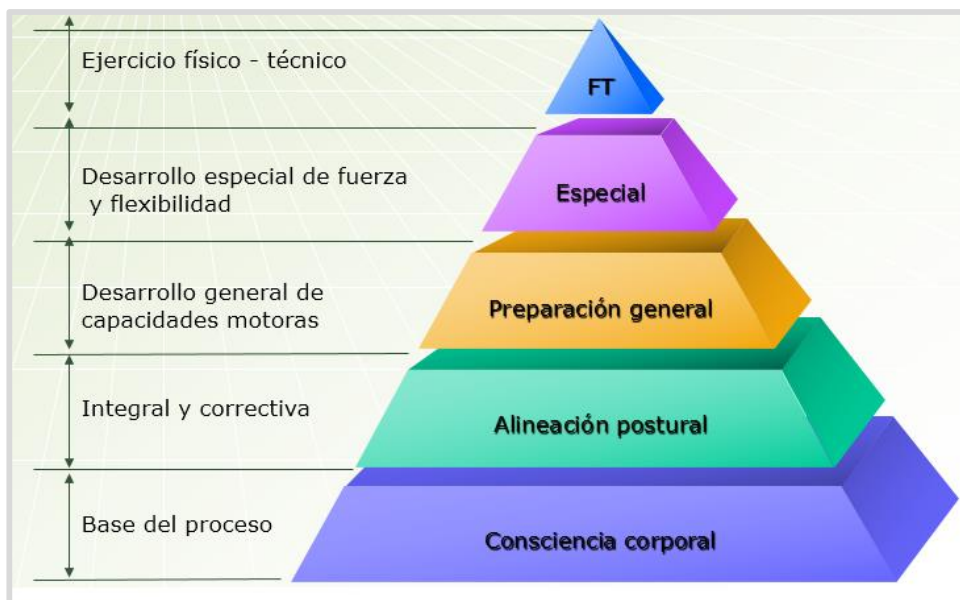 Ejercicio físico - técnico
FT
Desarrollo especial de fuerza
y flexibilidad
Especial
Desarrollo general de
capacidades motoras
Preparación general
Integral y correctiva
Alineación postural
Base del proceso
Consciencia corporal